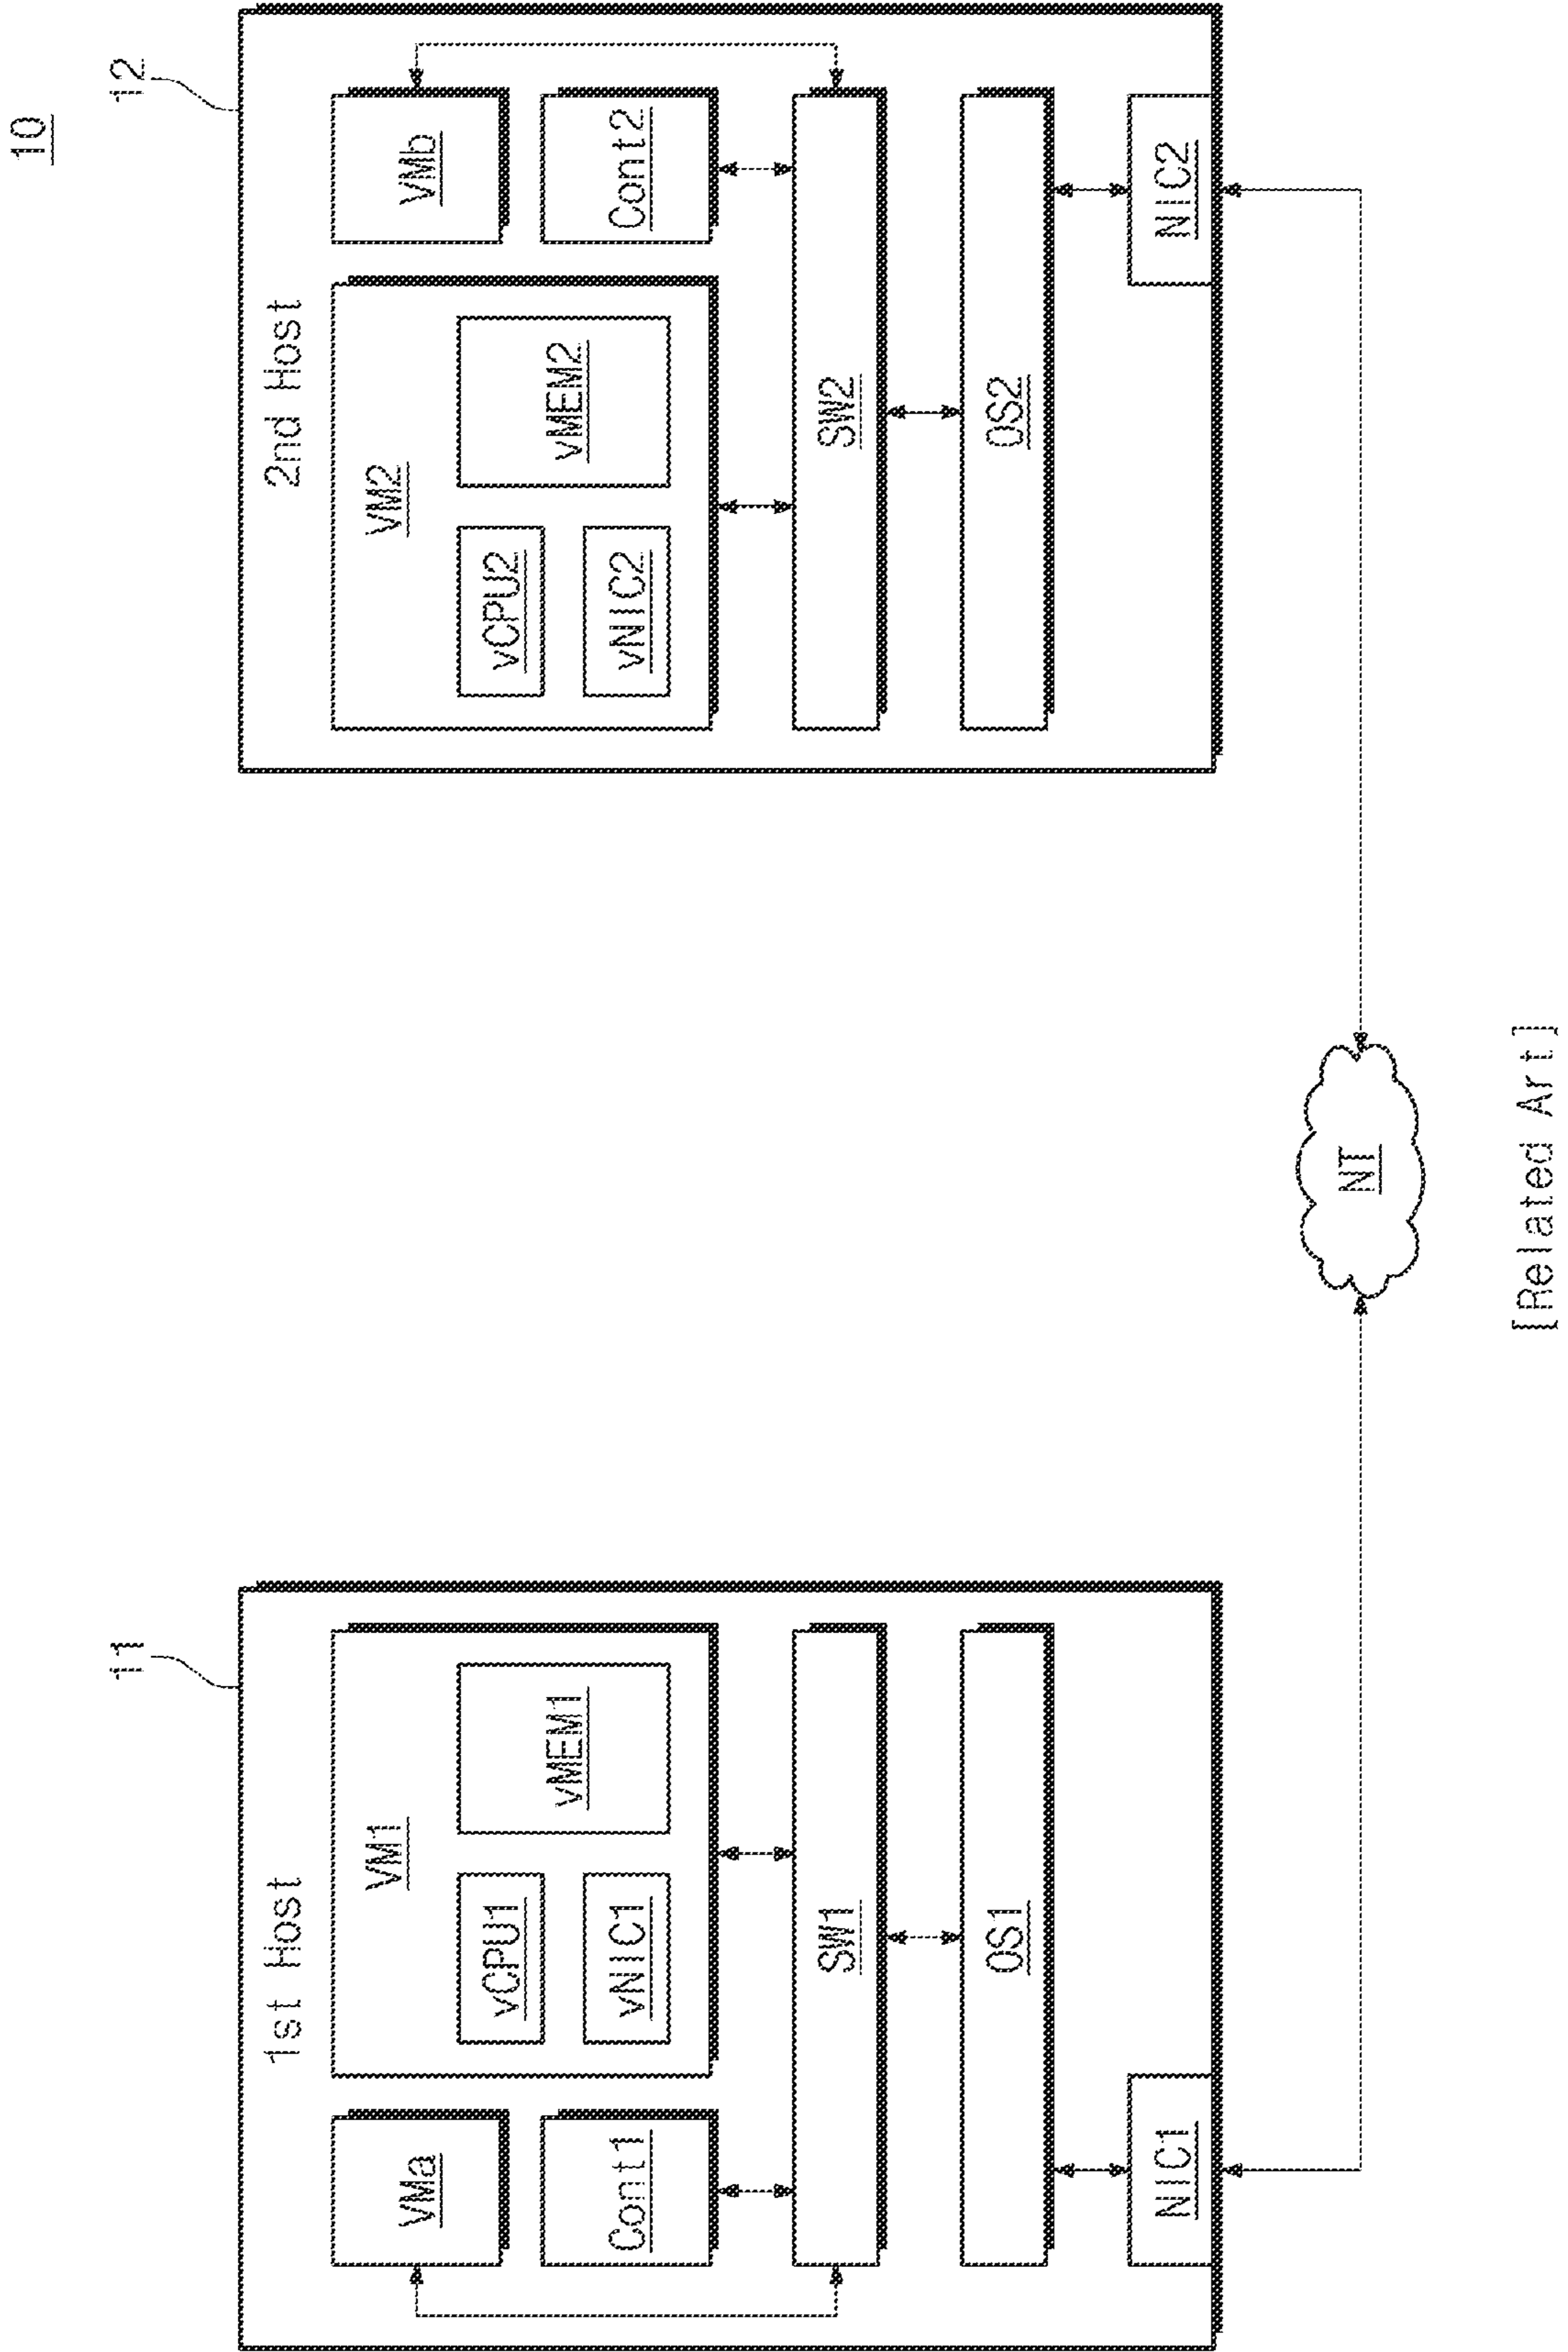 10
11
12
1st Host
2nd Host
VMa
VM1
vCPU1
vMEM1
vNIC1
Cont1
SW1
OS1
NIC1
VM2
vCPU2
vMEM2
vNIC2
VMb
Cont2
SW2
OS2
NIC2
NT
[Related Art]